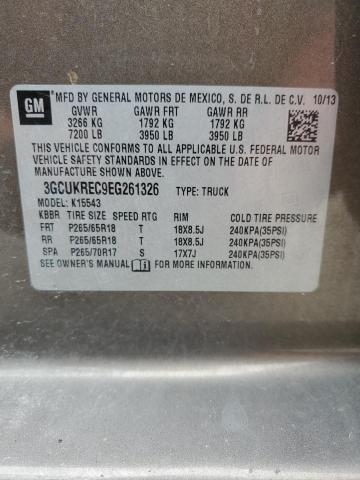 GM MFD BY GENERAL MOTORS DE MEXICO, S. DE R.L. DE C.V. 10/13
GVWR GAWR FRT GAWR RR
3266 KG 1792 KG 1792 KG
7200 LB 3950 LB 3950 LB
THIS VEHICLE CONFORMS TO ALL APPLICABLE U.S. FEDERAL MOTOR
VEHICLE SAFETY STANDARDS IN EFFECT ON THE DATE OF
MANUFACTURE SHOWN ABOVE.
3GCUKREC9EG261326 TYPE: TRUCK
MODEL: K15543
KBBR TIRE SIZE SPEED RTG RIM COLD TIRE PRESSURE
FRT P265/65R18 T 18X8.5J 240KPA(35PSI)
RR P265/65R18 T 18X8.5J 240KPA(35PSI)
SPA P265/70R17 S 17X7J 240KPA(35PSI)
SEE OWNER'S MANUAL FOR MORE INFORMATION.